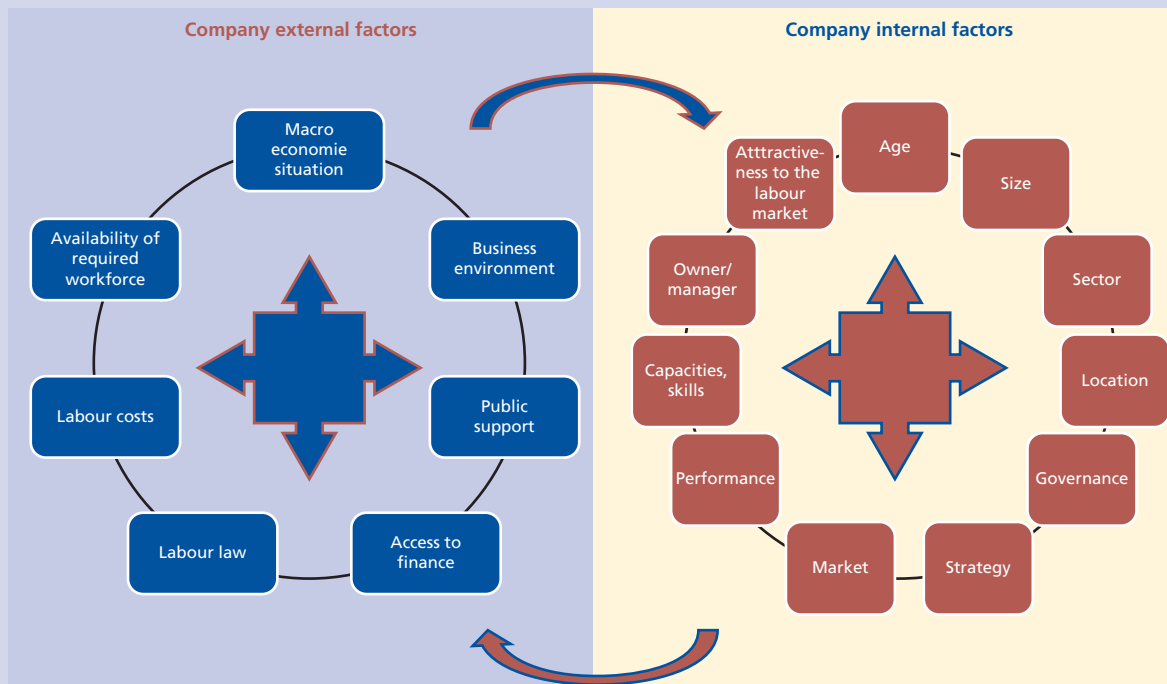 Company external factors
Macro
economie
situation
Business
environment
Public
support
Access to
finance
Labour law
Labour costs
Availability of
required
workforce
Company internal factors
Age
Size
Sector
Location
Governance
Strategy
Market
Performance
Capacities,
skills
Owner/
manager
Atttractive-
ness to the
labour
market